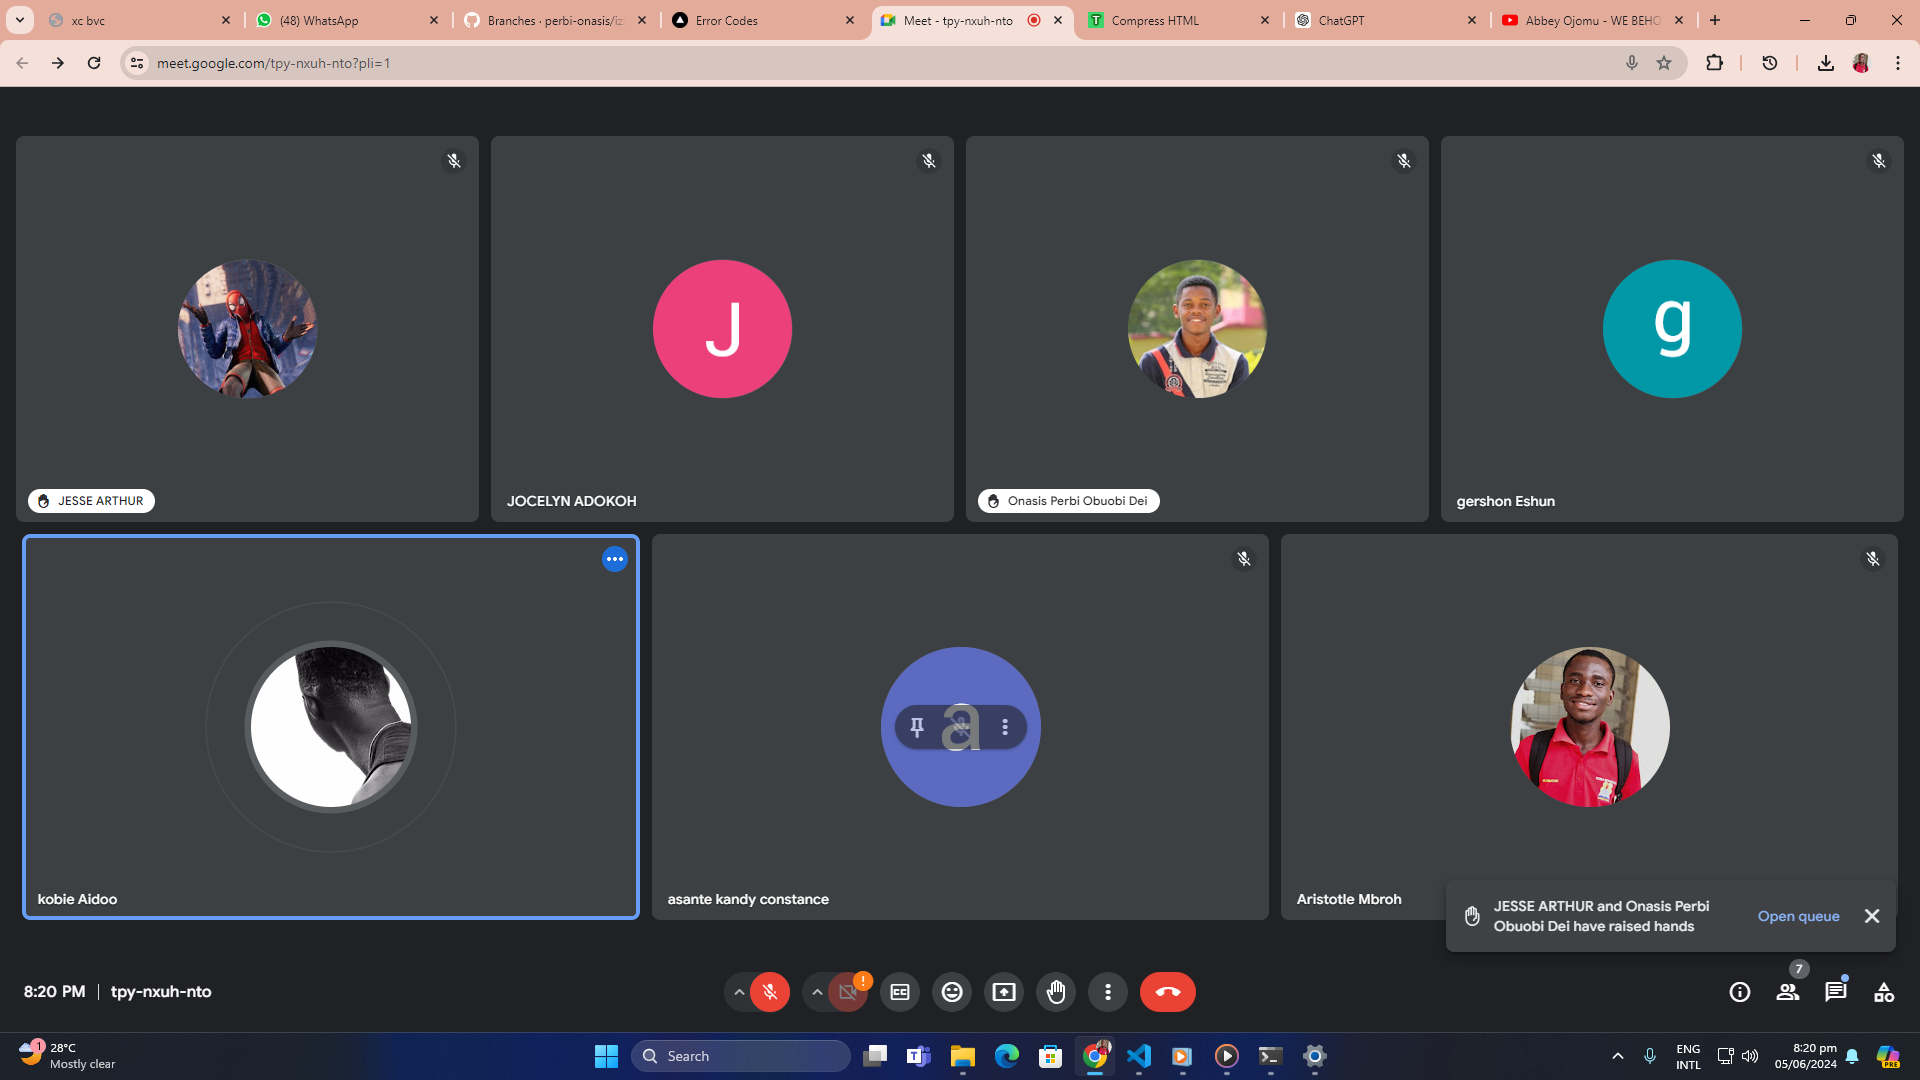 xc bvc
(48) WhatsApp
Branches · perbi-onasis/iz
Error Codes
Meet - tpy-nxuh-nto
Compress HTML
ChatGPT
Abbey Ojomu - WE BEHO
meet.google.com/tpy-nxuh-nto?pli=1
J
g
JESSE ARTHUR
JOCELYN ADOKOH
Onasis Perbi Obuobi Dei
gershon Eshun
a
kobie Aidoo
asante kandy constance
Aristotle Mbroh
JESSE ARTHUR and Onasis Perbi
Obuobi Dei have raised hands
Open queue
8:20 PM | tpy-nxuh-nto
CC
!
7
1
28°C
Mostly clear
Search
ENG
INTL
8:20 pm
05/06/2024
PRE